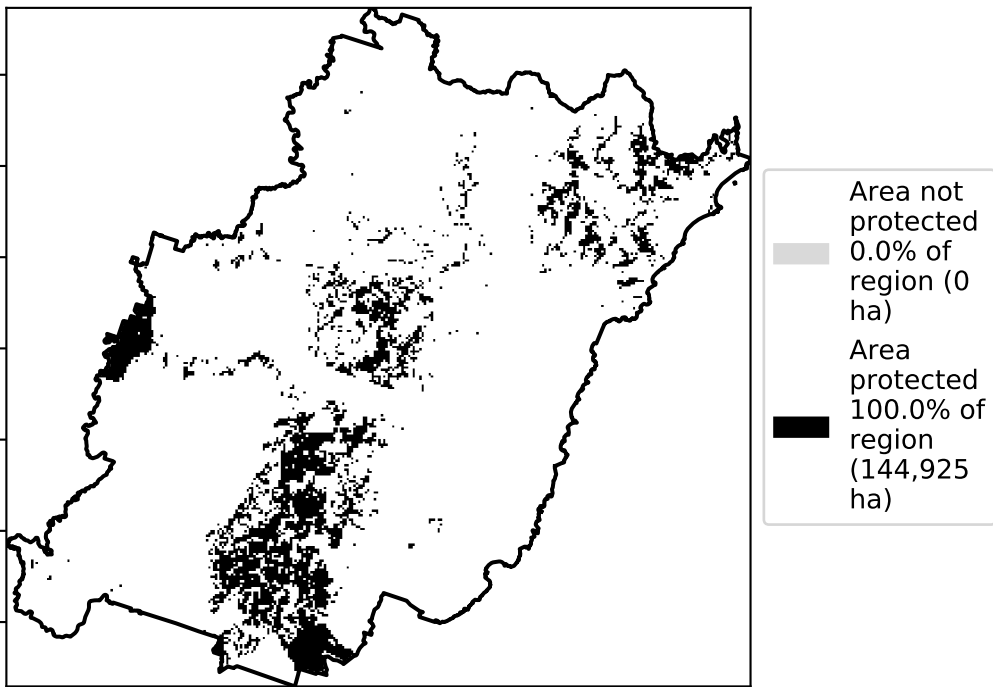 Area not
protected
0.0% of
region (0
ha)
Area
protected
100.0% of
region
(144,925
ha)